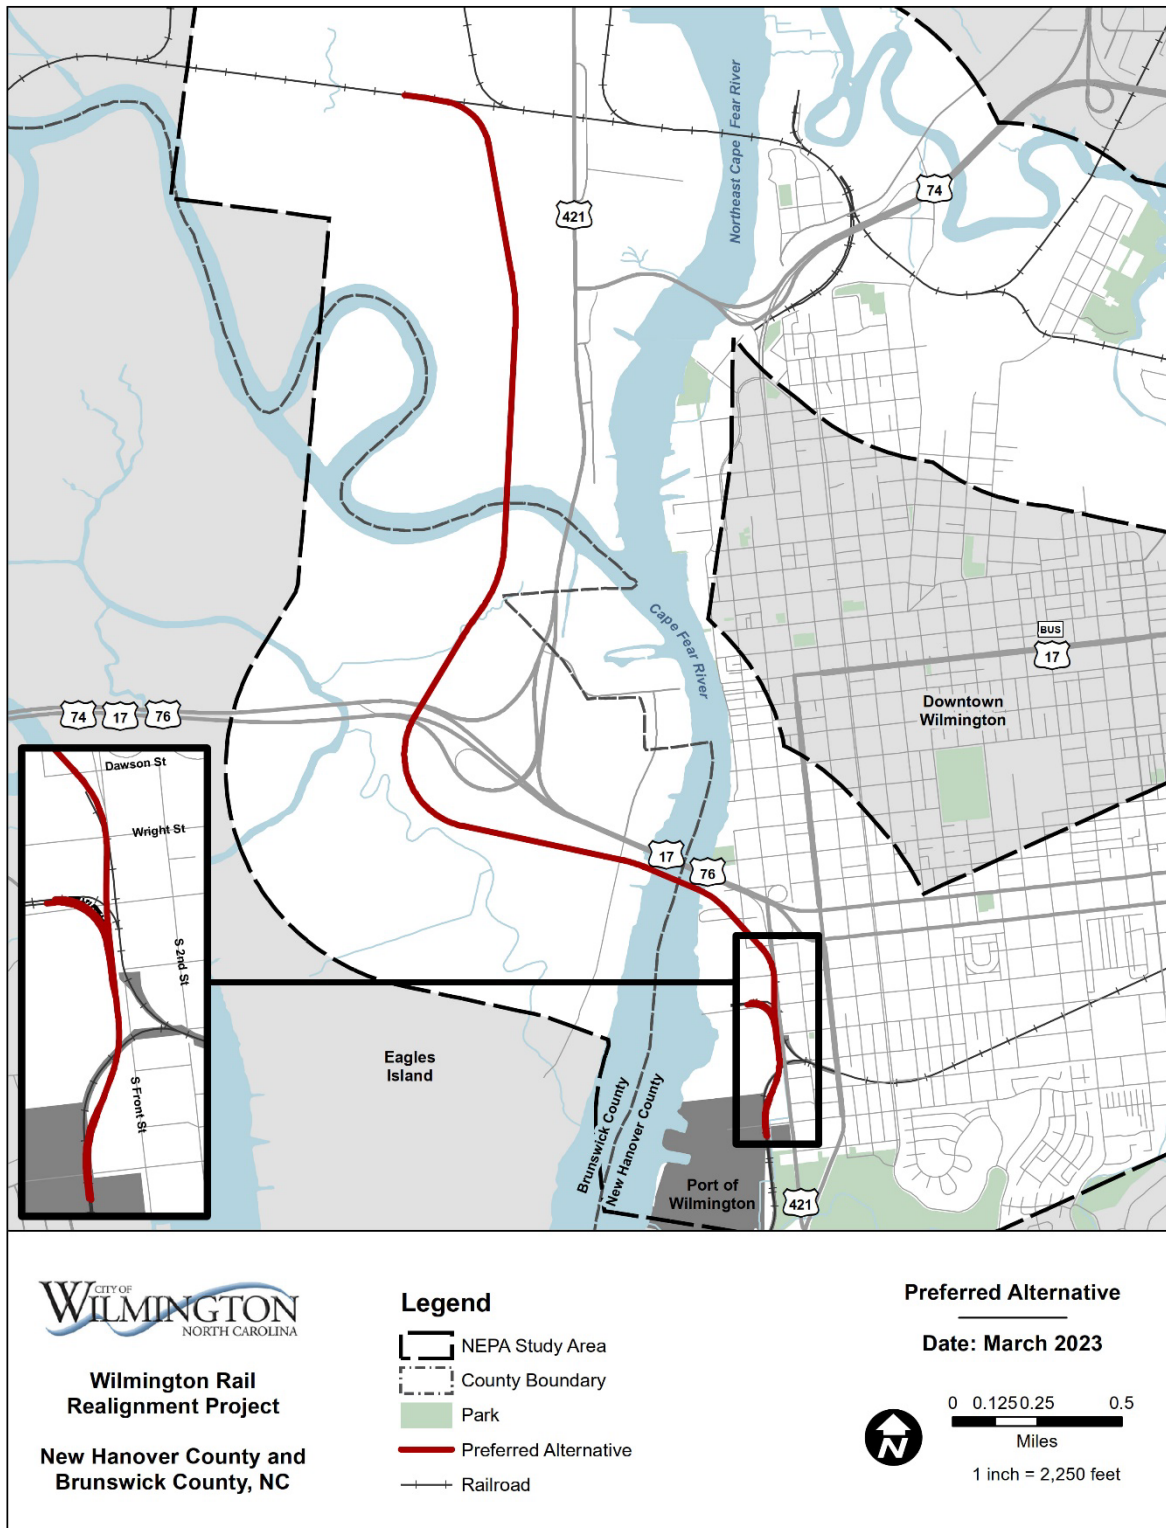 Northeast Cape Fear River
421
74
Cape Fear River
BUS
17
Downtown
Wilmington
74
17
76
Dawson St
Wright St
S 2nd St
S Front St
17
76
Eagles
Island
Brunswick County
New Hanover County
Port of
Wilmington
421
CITY OF
WILMINGTON
NORTH CAROLINA
Wilmington Rail
Realignment Project
New Hanover County and
Brunswick County, NC
Legend
NEPA Study Area
County Boundary
Park
Preferred Alternative
Railroad
Preferred Alternative
Date: March 2023
0 0.125 0.25 0.5
Miles
N
1 inch = 2,250 feet